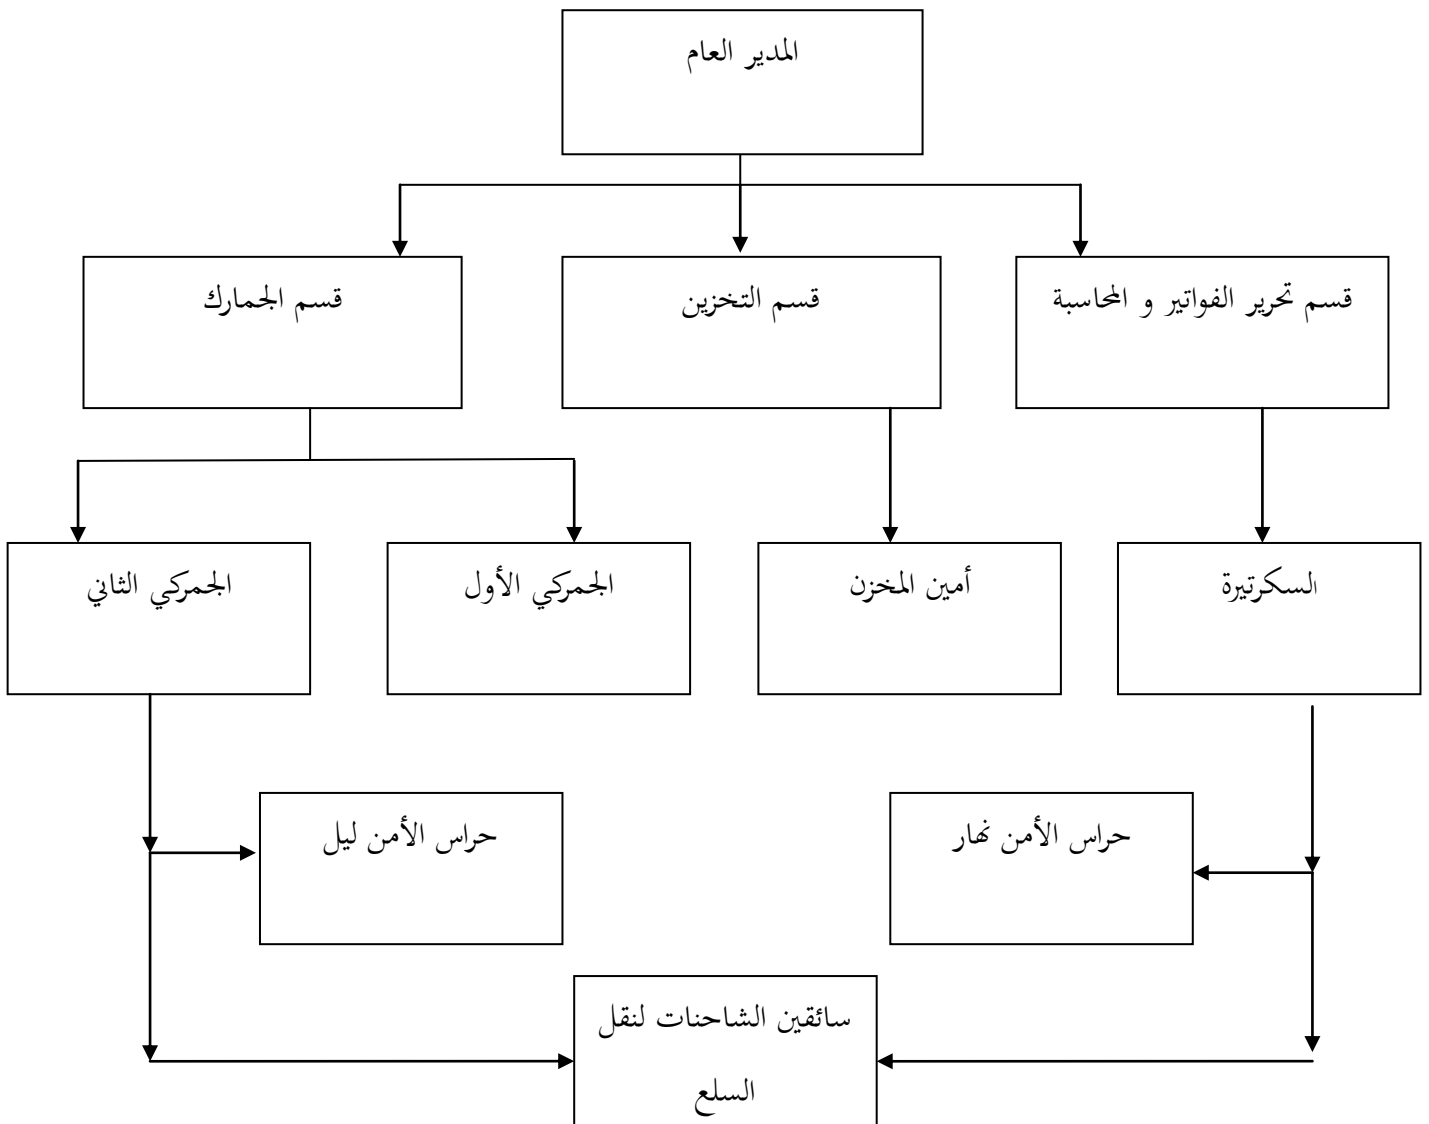 المدير العام
قسم تحرير الفواتير و المحاسبة
قسم التخزين
قسم الجمارك
السكرتيرة
أمين المخزن
الجمركي الأول
الجمركي الثاني
حراس الأمن نهار
حراس الأمن ليل
سائقين الشاحنات لنقل
السلع